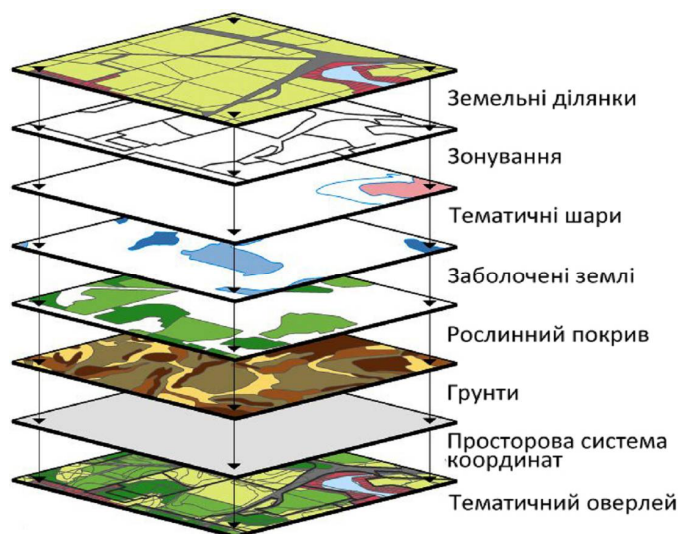 Земельні ділянки
Зонування
Тематичні шари
Заболочені землі
Рослинний покрив
Грунти
Просторова система
координат
Тематичний оверлей